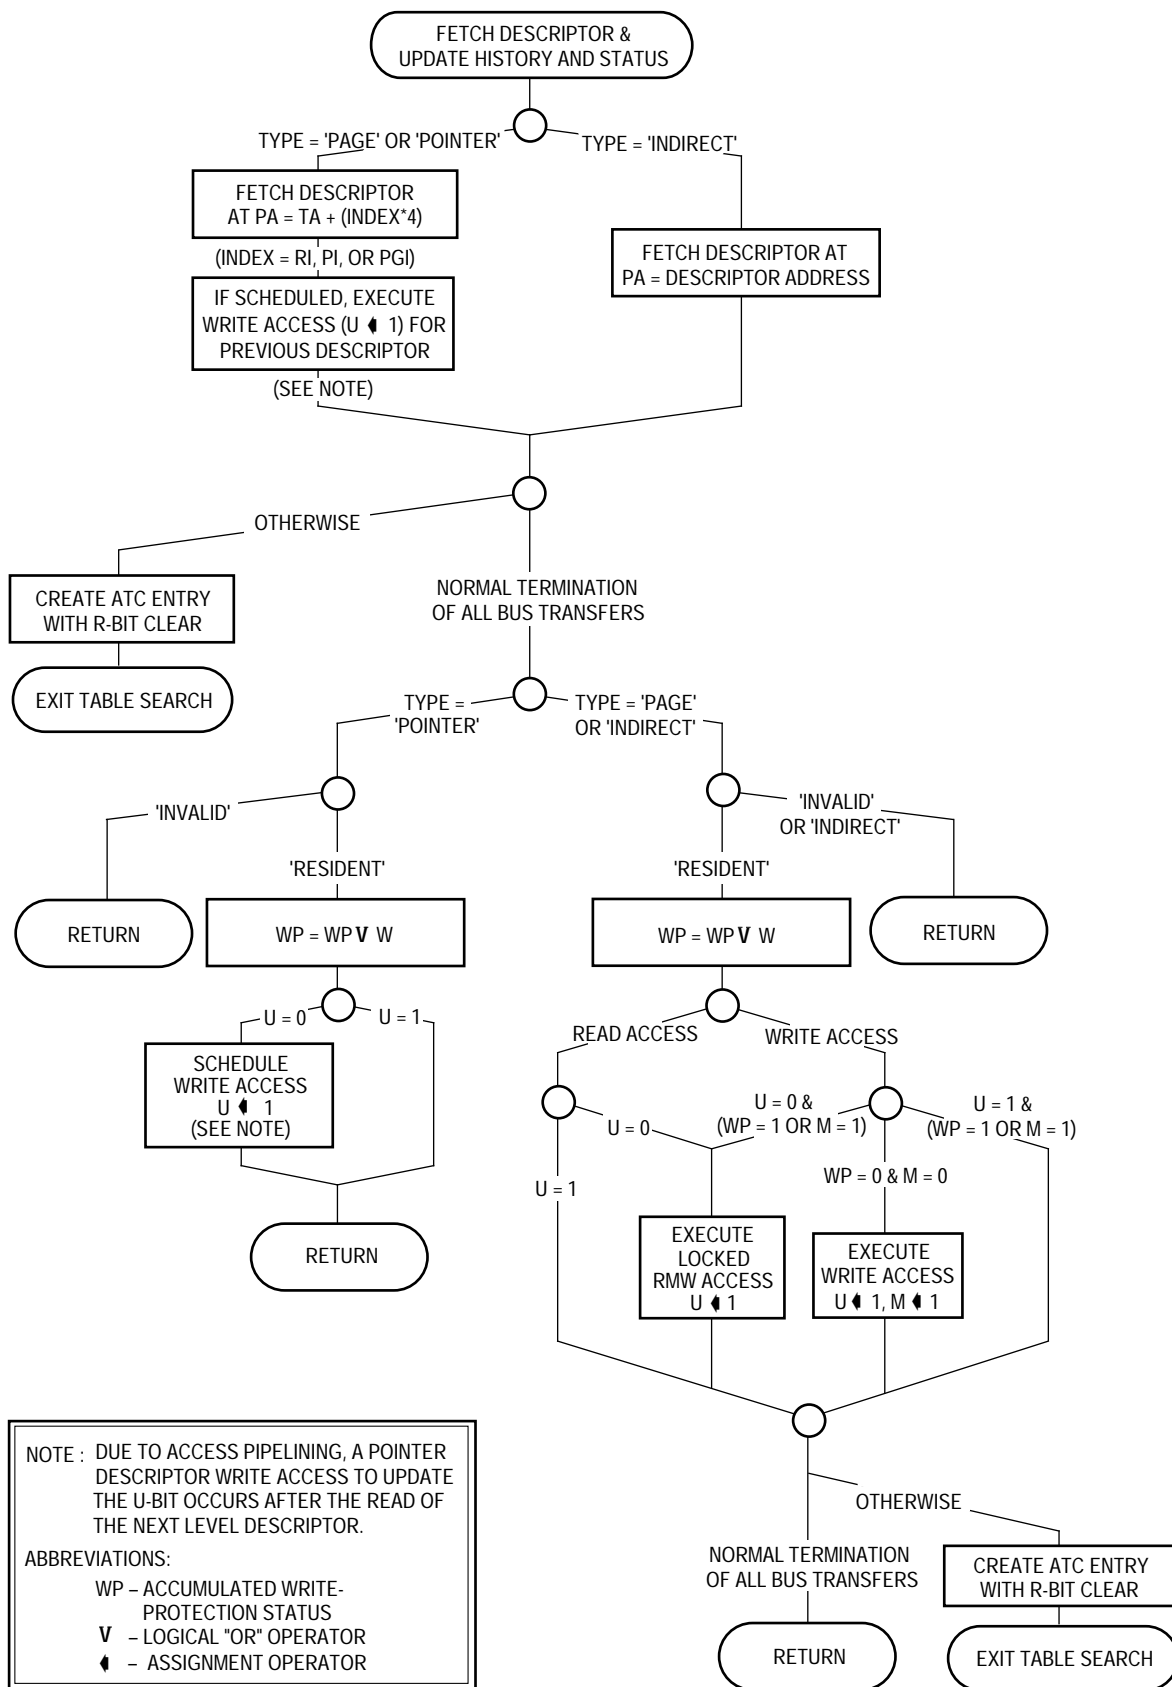 FETCH DESCRIPTOR &
UPDATE HISTORY AND STATUS
TYPE = 'PAGE' OR 'POINTER'
TYPE = 'INDIRECT'
FETCH DESCRIPTOR
AT PA = TA + (INDEX*4)
(INDEX = RI, PI, OR PGI)
FETCH DESCRIPTOR AT
PA = DESCRIPTOR ADDRESS
IF SCHEDULED, EXECUTE
WRITE ACCESS (U ⬅ 1) FOR
PREVIOUS DESCRIPTOR
(SEE NOTE)
OTHERWISE
CREATE ATC ENTRY
WITH R-BIT CLEAR
EXIT TABLE SEARCH
NORMAL TERMINATION
OF ALL BUS TRANSFERS
TYPE =
'POINTER'
TYPE = 'PAGE'
OR 'INDIRECT'
'INVALID'
'RESIDENT'
RETURN
WP = WP V W
U = 0
U = 1
SCHEDULE
WRITE ACCESS
U ⬅ 1
(SEE NOTE)
RETURN
'INVALID'
OR 'INDIRECT'
'RESIDENT'
RETURN
WP = WP V W
READ ACCESS
WRITE ACCESS
U = 0
U = 1
U = 0 &
(WP = 1 OR M = 1)
U = 1 &
(WP = 1 OR M = 1)
WP = 0 & M = 0
EXECUTE
LOCKED
RMW ACCESS
U ⬅ 1
EXECUTE
WRITE ACCESS
U ⬅ 1, M ⬅ 1
OTHERWISE
NORMAL TERMINATION
OF ALL BUS TRANSFERS
RETURN
CREATE ATC ENTRY
WITH R-BIT CLEAR
EXIT TABLE SEARCH
NOTE : DUE TO ACCESS PIPELINING, A POINTER
DESCRIPTOR WRITE ACCESS TO UPDATE
THE U-BIT OCCURS AFTER THE READ OF
THE NEXT LEVEL DESCRIPTOR.
ABBREVIATIONS:
WP – ACCUMULATED WRITE-
PROTECTION STATUS
V – LOGICAL "OR" OPERATOR
⬅ – ASSIGNMENT OPERATOR